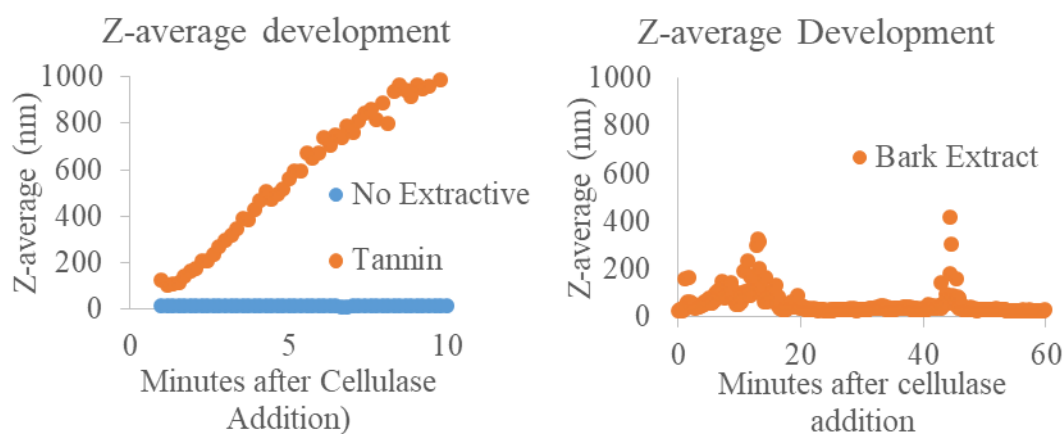 Z-average development
Z-average (nm)
1000
800
600
400
200
0
No Extractive
Tannin
0
5
10
Minutes after Cellulase
Addition)
Z-average Development
Z-average (nm)
1000
800
600
400
200
0
Bark Extract
0
20
40
60
Minutes after cellulase
addition